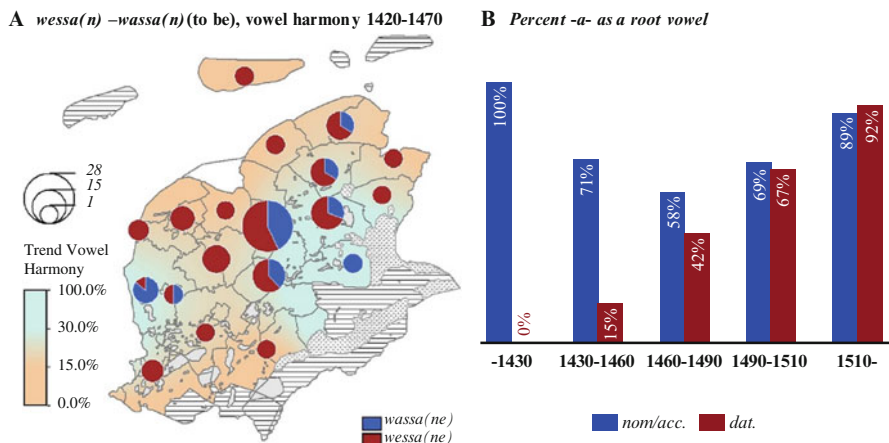 A wessa(n) –wassa(n) (to be), vowel harmony 1420-1470
28
15
1
Trend Vowel
Harmony
100.0%
30.0%
15.0%
0.0%
wassa(ne)
wessa(ne)
B Percent -a- as a root vowel
100%
0%
71%
15%
58%
42%
69%
67%
89%
92%
-1430 1430-1460 1460-1490 1490-1510 1510-
nom/acc. dat.